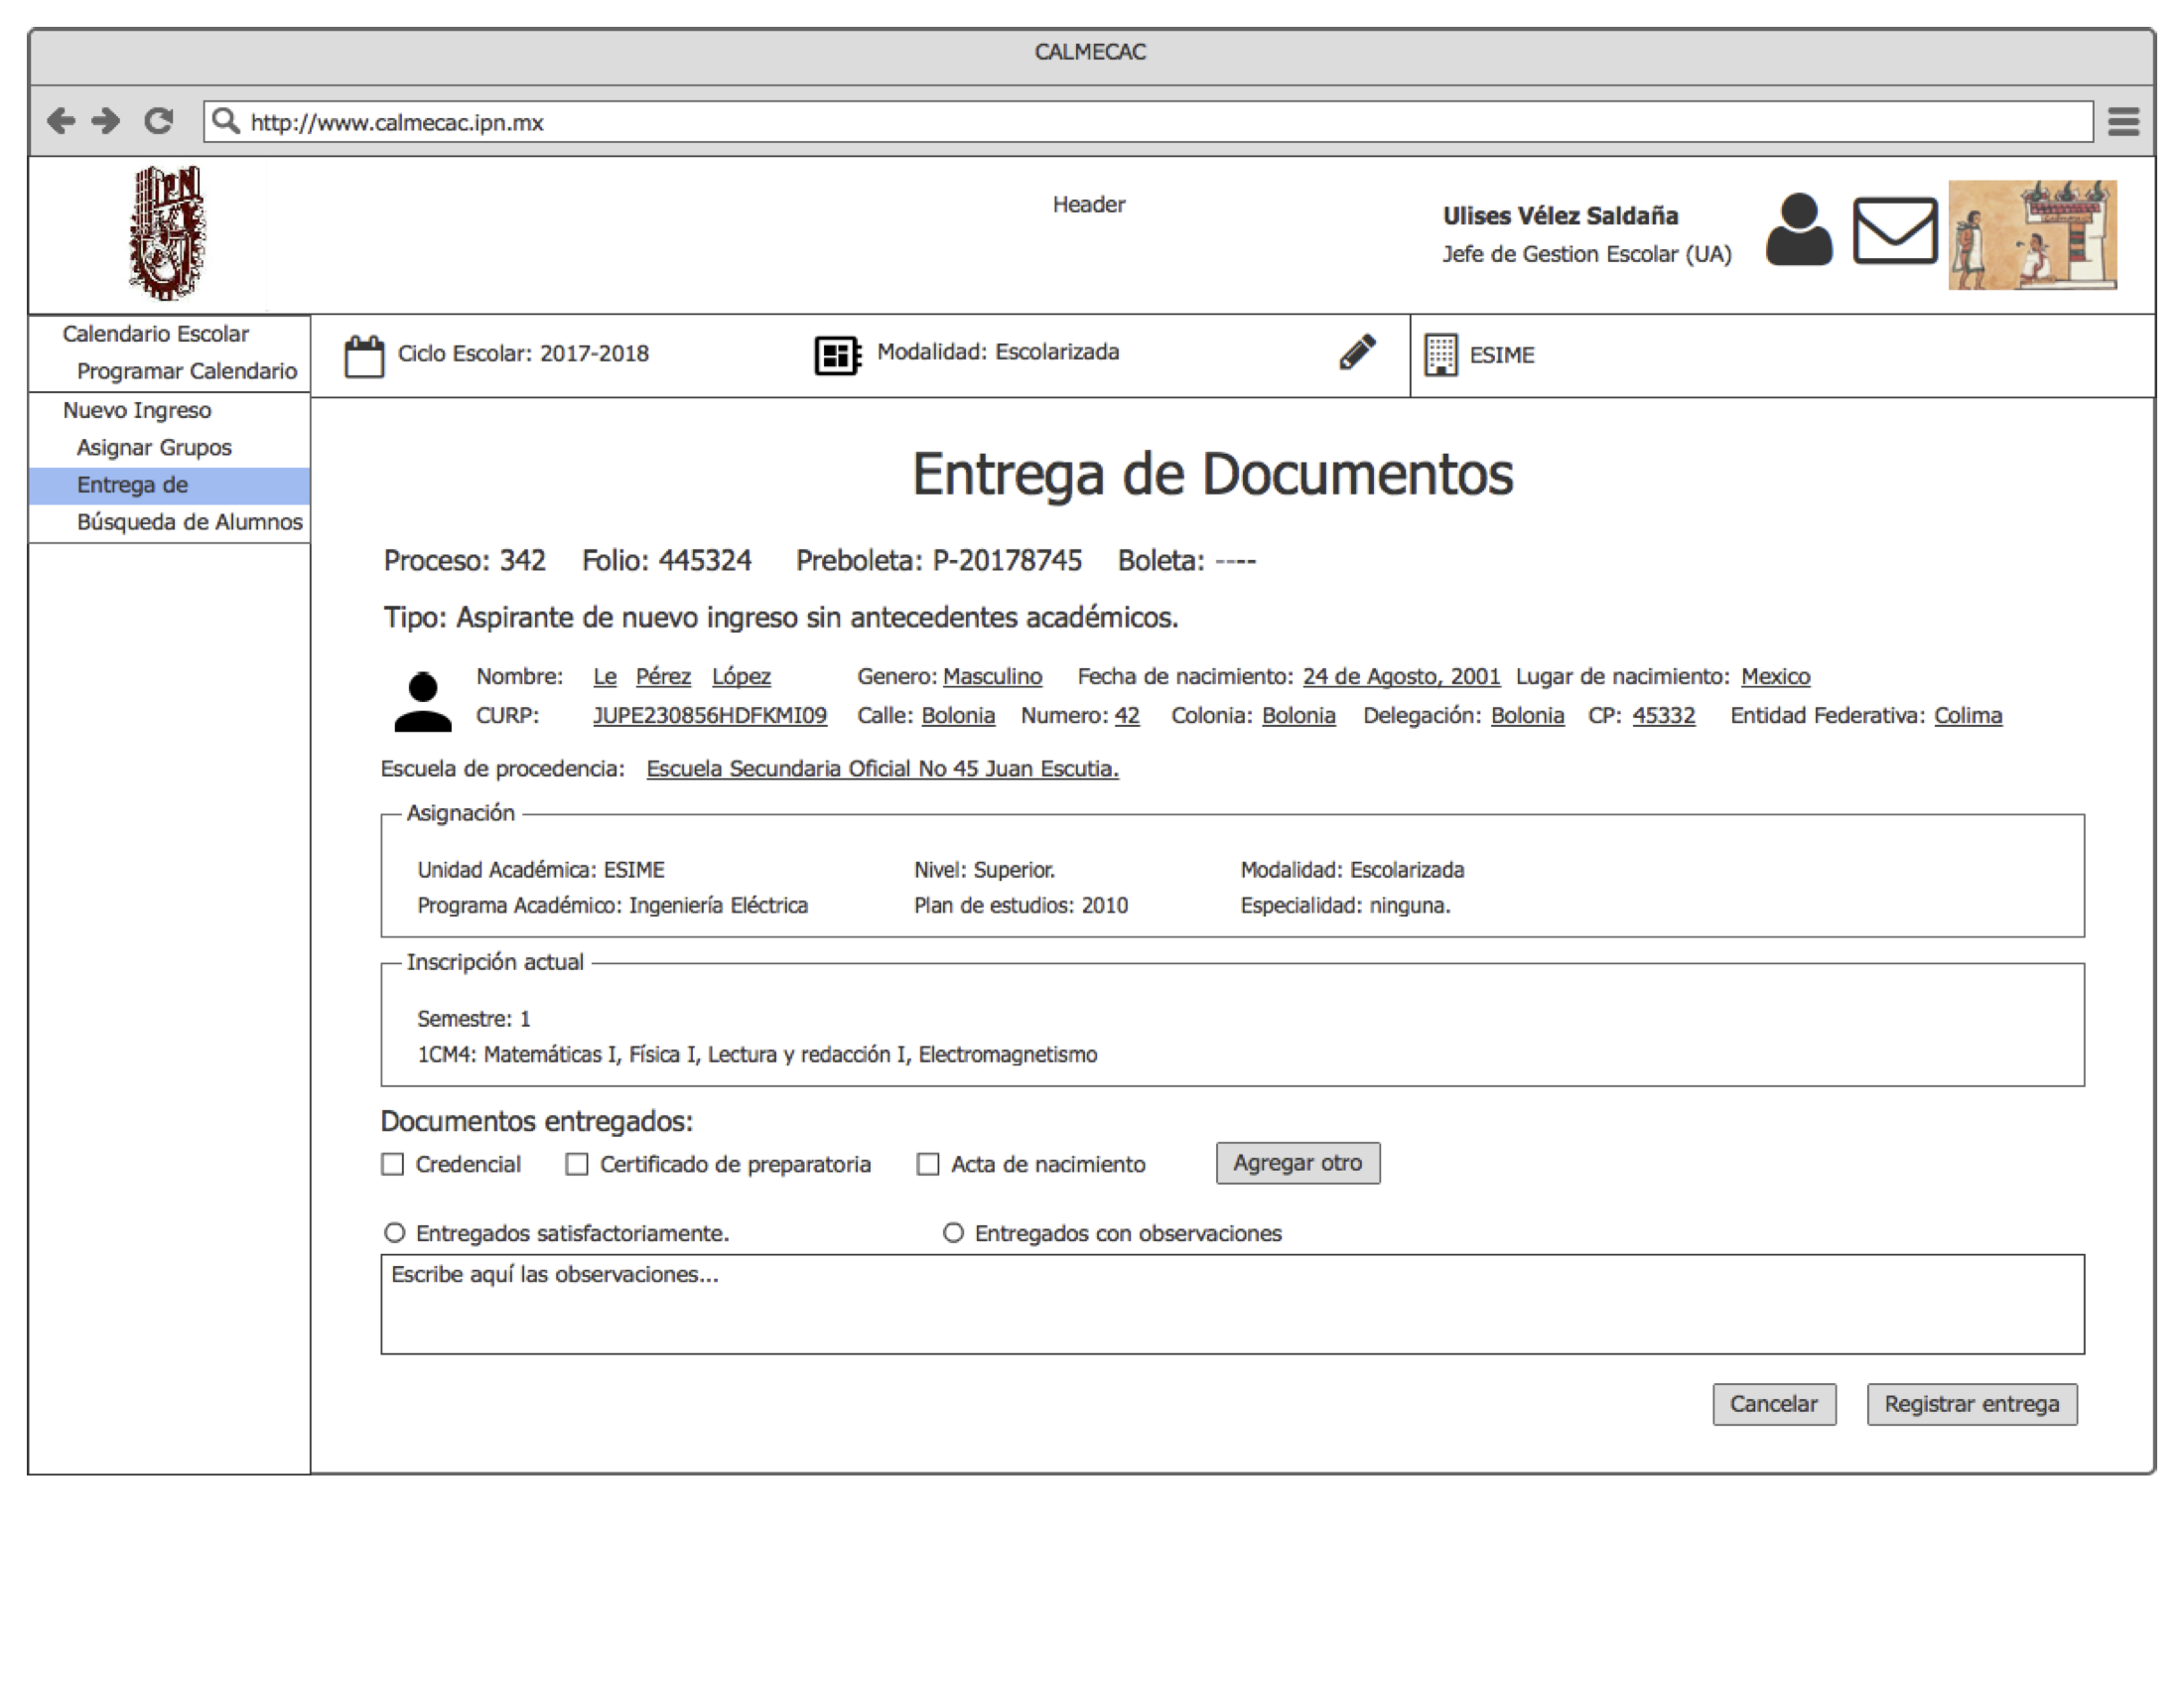 CALMECAC
http://www.calmecac.ipn.mx
IPN
Header
Ulises Vélez Saldaña
Jefe de Gestion Escolar (UA)
Calendario Escolar
Programar Calendario
Nuevo Ingreso
Asignar Grupos
Entrega de
Búsqueda de Alumnos
Ciclo Escolar: 2017-2018 Modalidad: Escolarizada ESIME
Entrega de Documentos
Proceso: 342 Folio: 445324 Preboleta: P-20178745 Boleta: ----
Tipo: Aspirante de nuevo ingreso sin antecedentes académicos.
Nombre: Le Pérez López Genero: Masculino Fecha de nacimiento: 24 de Agosto, 2001 Lugar de nacimiento: Mexico
CURP: JUPE230856HDFKMI09 Calle: Bolonia Numero: 42 Colonia: Bolonia Delegación: Bolonia CP: 45332 Entidad Federativa: Colima
Escuela de procedencia: Escuela Secundaria Oficial No 45 Juan Escutia.
Asignación
Unidad Académica: ESIME Nivel: Superior. Modalidad: Escolarizada
Programa Académico: Ingeniería Eléctrica Plan de estudios: 2010 Especialidad: ninguna.
Inscripción actual
Semestre: 1
1CM4: Matemáticas I, Física I, Lectura y redacción I, Electromagnetismo
Documentos entregados:
Credencial Certificado de preparatoria Acta de nacimiento Agregar otro
Entregados satisfactoriamente. Entregados con observaciones
Escribe aquí las observaciones...
Cancelar Registrar entrega